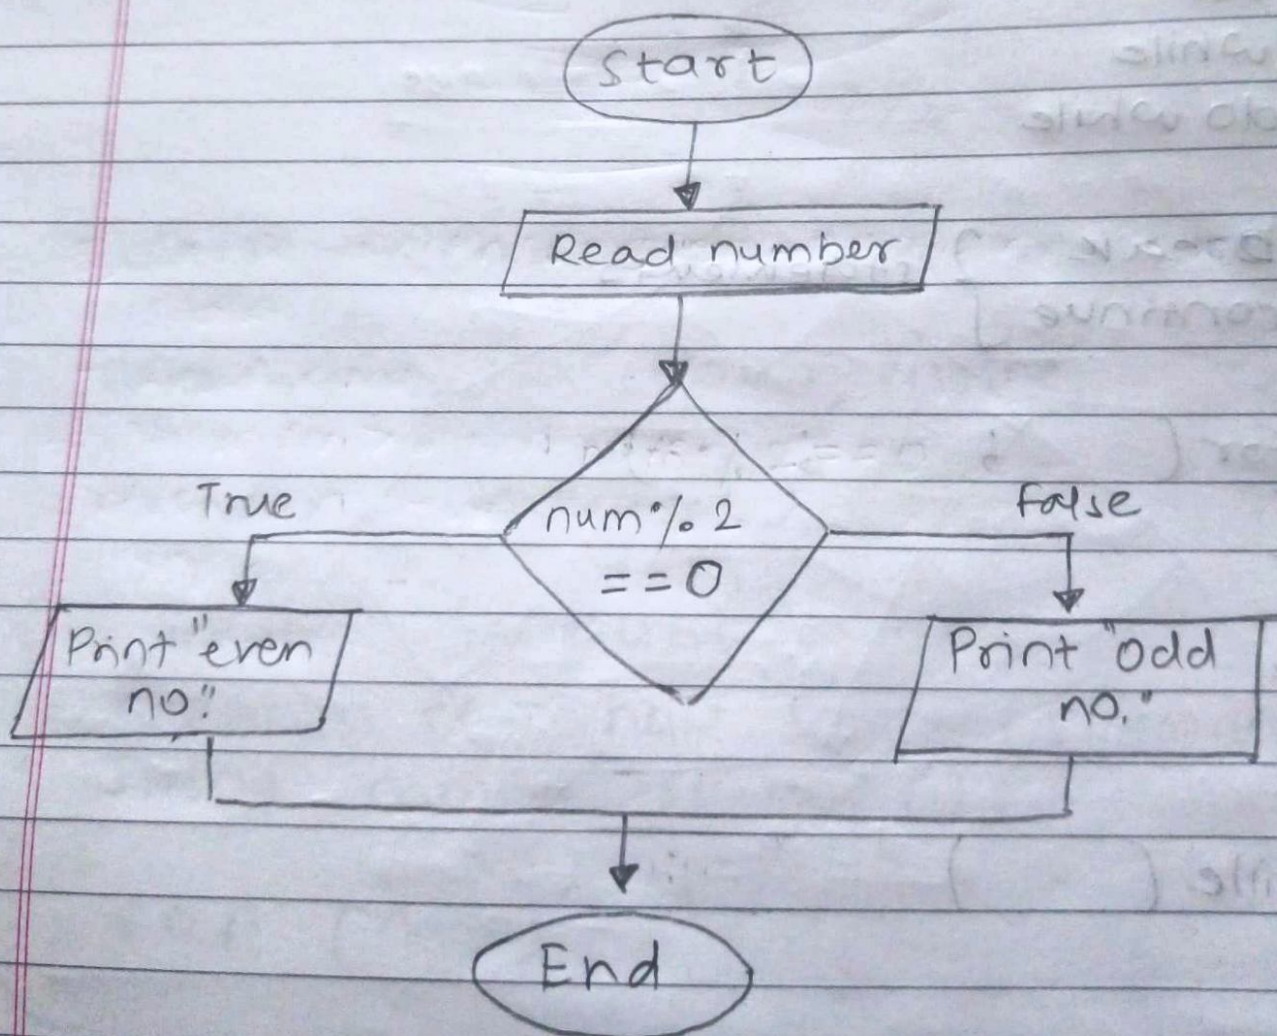 Start
Read number
num % 2
== 0
True
False
Print "even
no."
Print "odd
no."
End